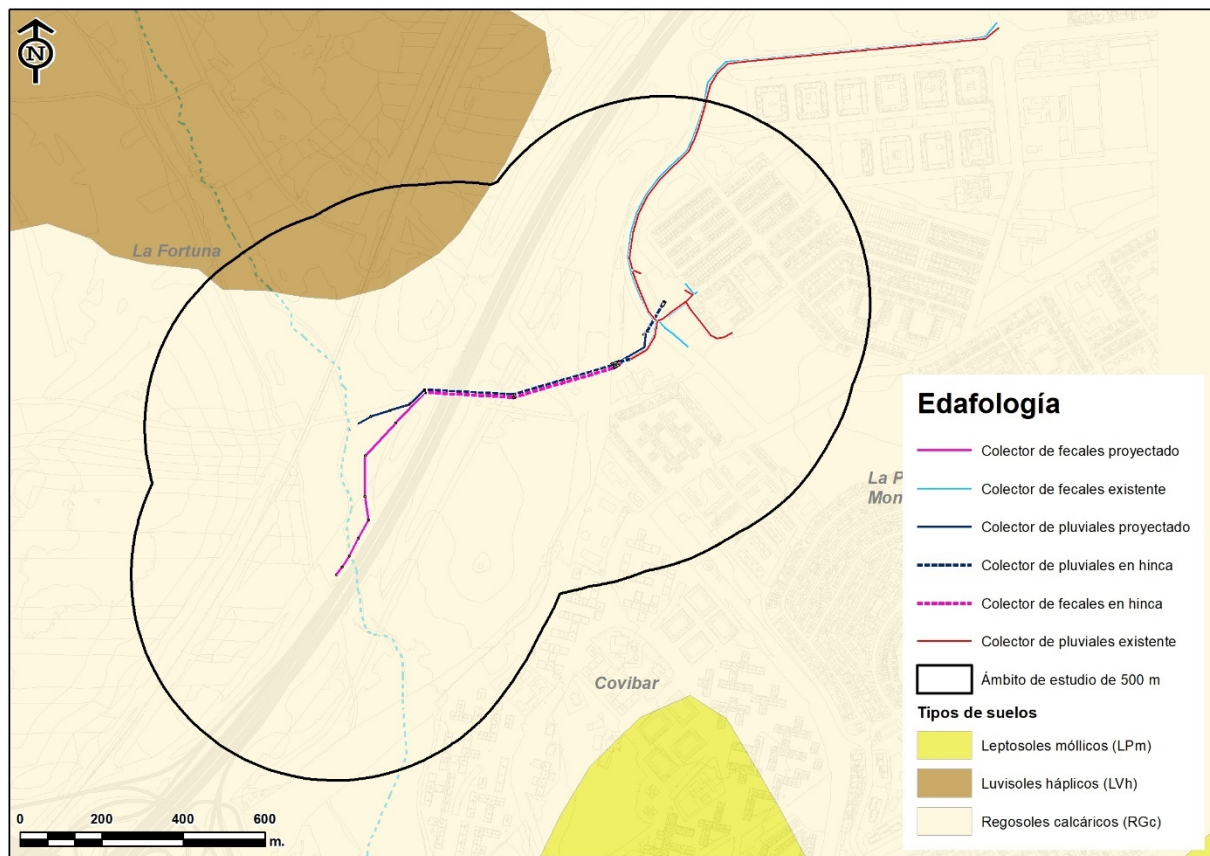 N
La Fortuna
La P
Mon
Covibar
0 200 400 600
m.
Edafología
Colector de fecales proyectado
Colector de fecales existente
Colector de pluviales proyectado
Colector de pluviales en hinca
Colector de fecales en hinca
Colector de pluviales existente
Ámbito de estudio de 500 m
Tipos de suelos
Leptosoles móllicos (LPm)
Luvisoles háplicos (LVh)
Regosoles calcáricos (RGc)